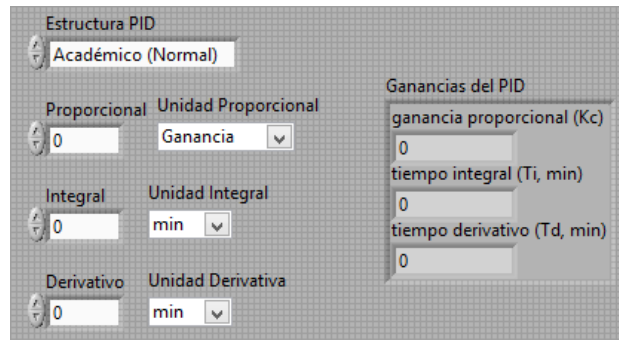 Estructura PID
Académico (Normal)
Proporcional Unidad Proporcional
0 Ganancia
Integral Unidad Integral
0 min
Derivativo Unidad Derivativa
0 min
Ganancias del PID
ganancia proporcional (Kc)
0
tiempo integral (Ti, min)
0
tiempo derivativo (Td, min)
0